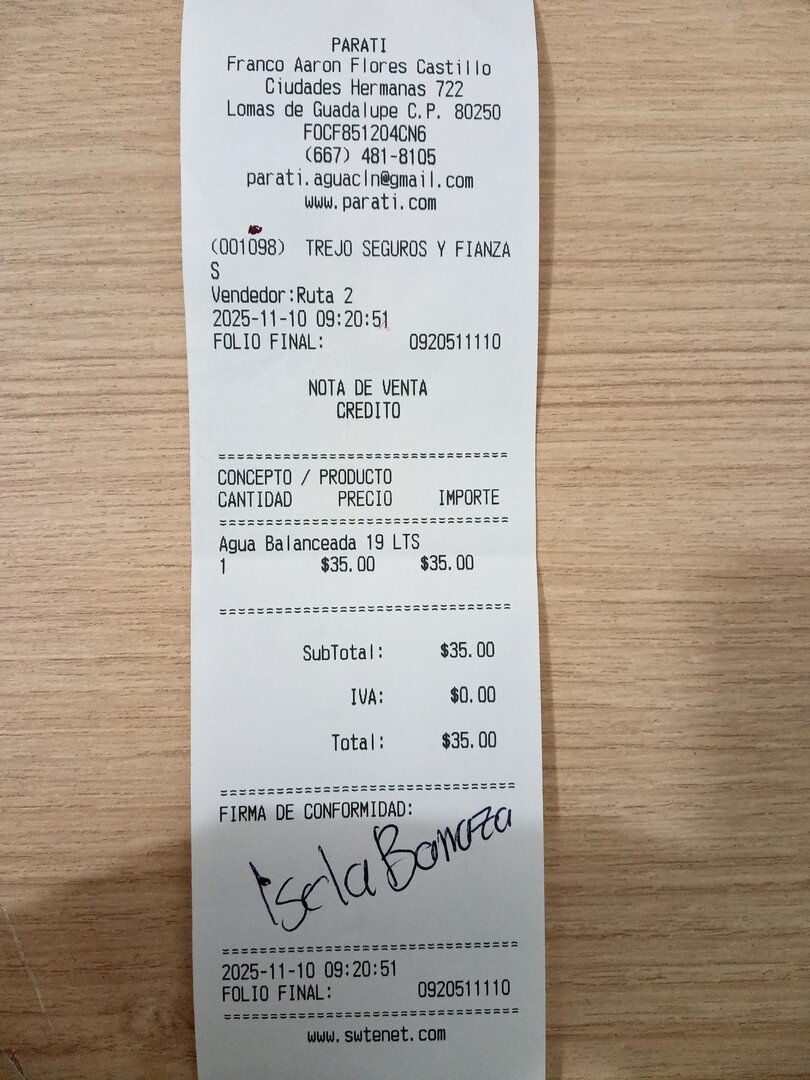 PARATI
Franco Aaron Flores Castillo
Ciudades Hermanas 722
Lomas de Guadalupe C.P. 80250
FOCF851204CN6
(667) 481-8105
parati.aguacln@gmail.com
www.parati.com
(001098) TREJO SEGUROS Y FIANZA
S
Vendedor:Ruta 2
2025-11-10 09:20:51
FOLIO FINAL: 0920511110
NOTA DE VENTA
CREDITO
================================
CONCEPTO / PRODUCTO
CANTIDAD PRECIO IMPORTE
================================
Agua Balanceada 19 LTS
1 $35.00 $35.00
================================
SubTotal: $35.00
IVA: $0.00
Total: $35.00
================================
FIRMA DE CONFORMIDAD:
Isela Barraza
================================
2025-11-10 09:20:51
FOLIO FINAL: 0920511110
================================
www.swtenet.com